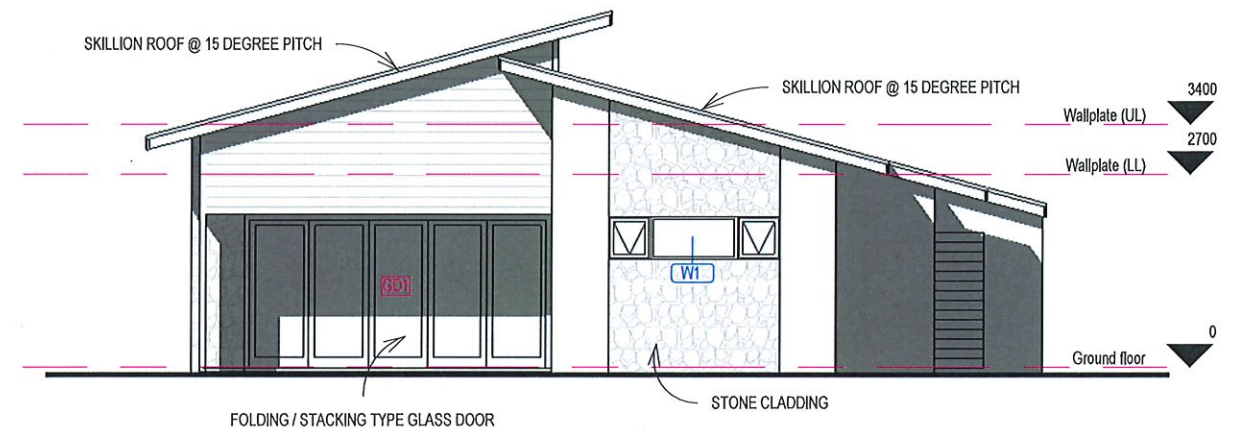 SKILLION ROOF @ 15 DEGREE PITCH
SKILLION ROOF @ 15 DEGREE PITCH
3400
Wallplate (UL)
2700
Wallplate (LL)
W1
GD1
0
Ground floor
STONE CLADDING
FOLDING / STACKING TYPE GLASS DOOR